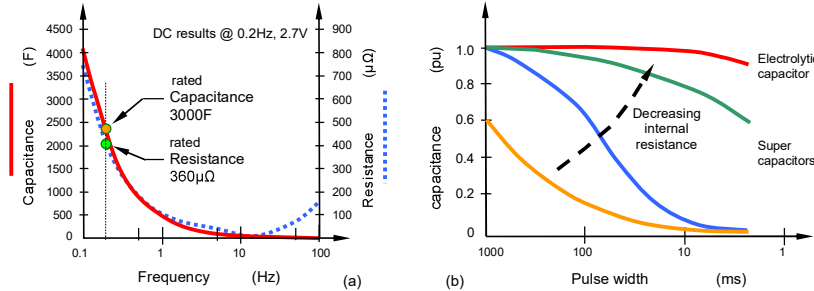 (F)
4500
4000
3500
3000
2500
2000
1500
1000
500
0
Capacitance
DC results @ 0.2Hz, 2.7V
rated
Capacitance
3000F
rated
Resistance
360µΩ
900
800
700
600
500
400
300
200
100
0
(µΩ)
Resistance
0.1
1
10
100
Frequency
(Hz)
(a)
(pu)
capacitance
1.0
0.8
0.6
0.4
0.2
0
Electrolytic
capacitor
Decreasing
internal
resistance
Super
capacitors
1000
100
10
1
(b)
Pulse width
(ms)